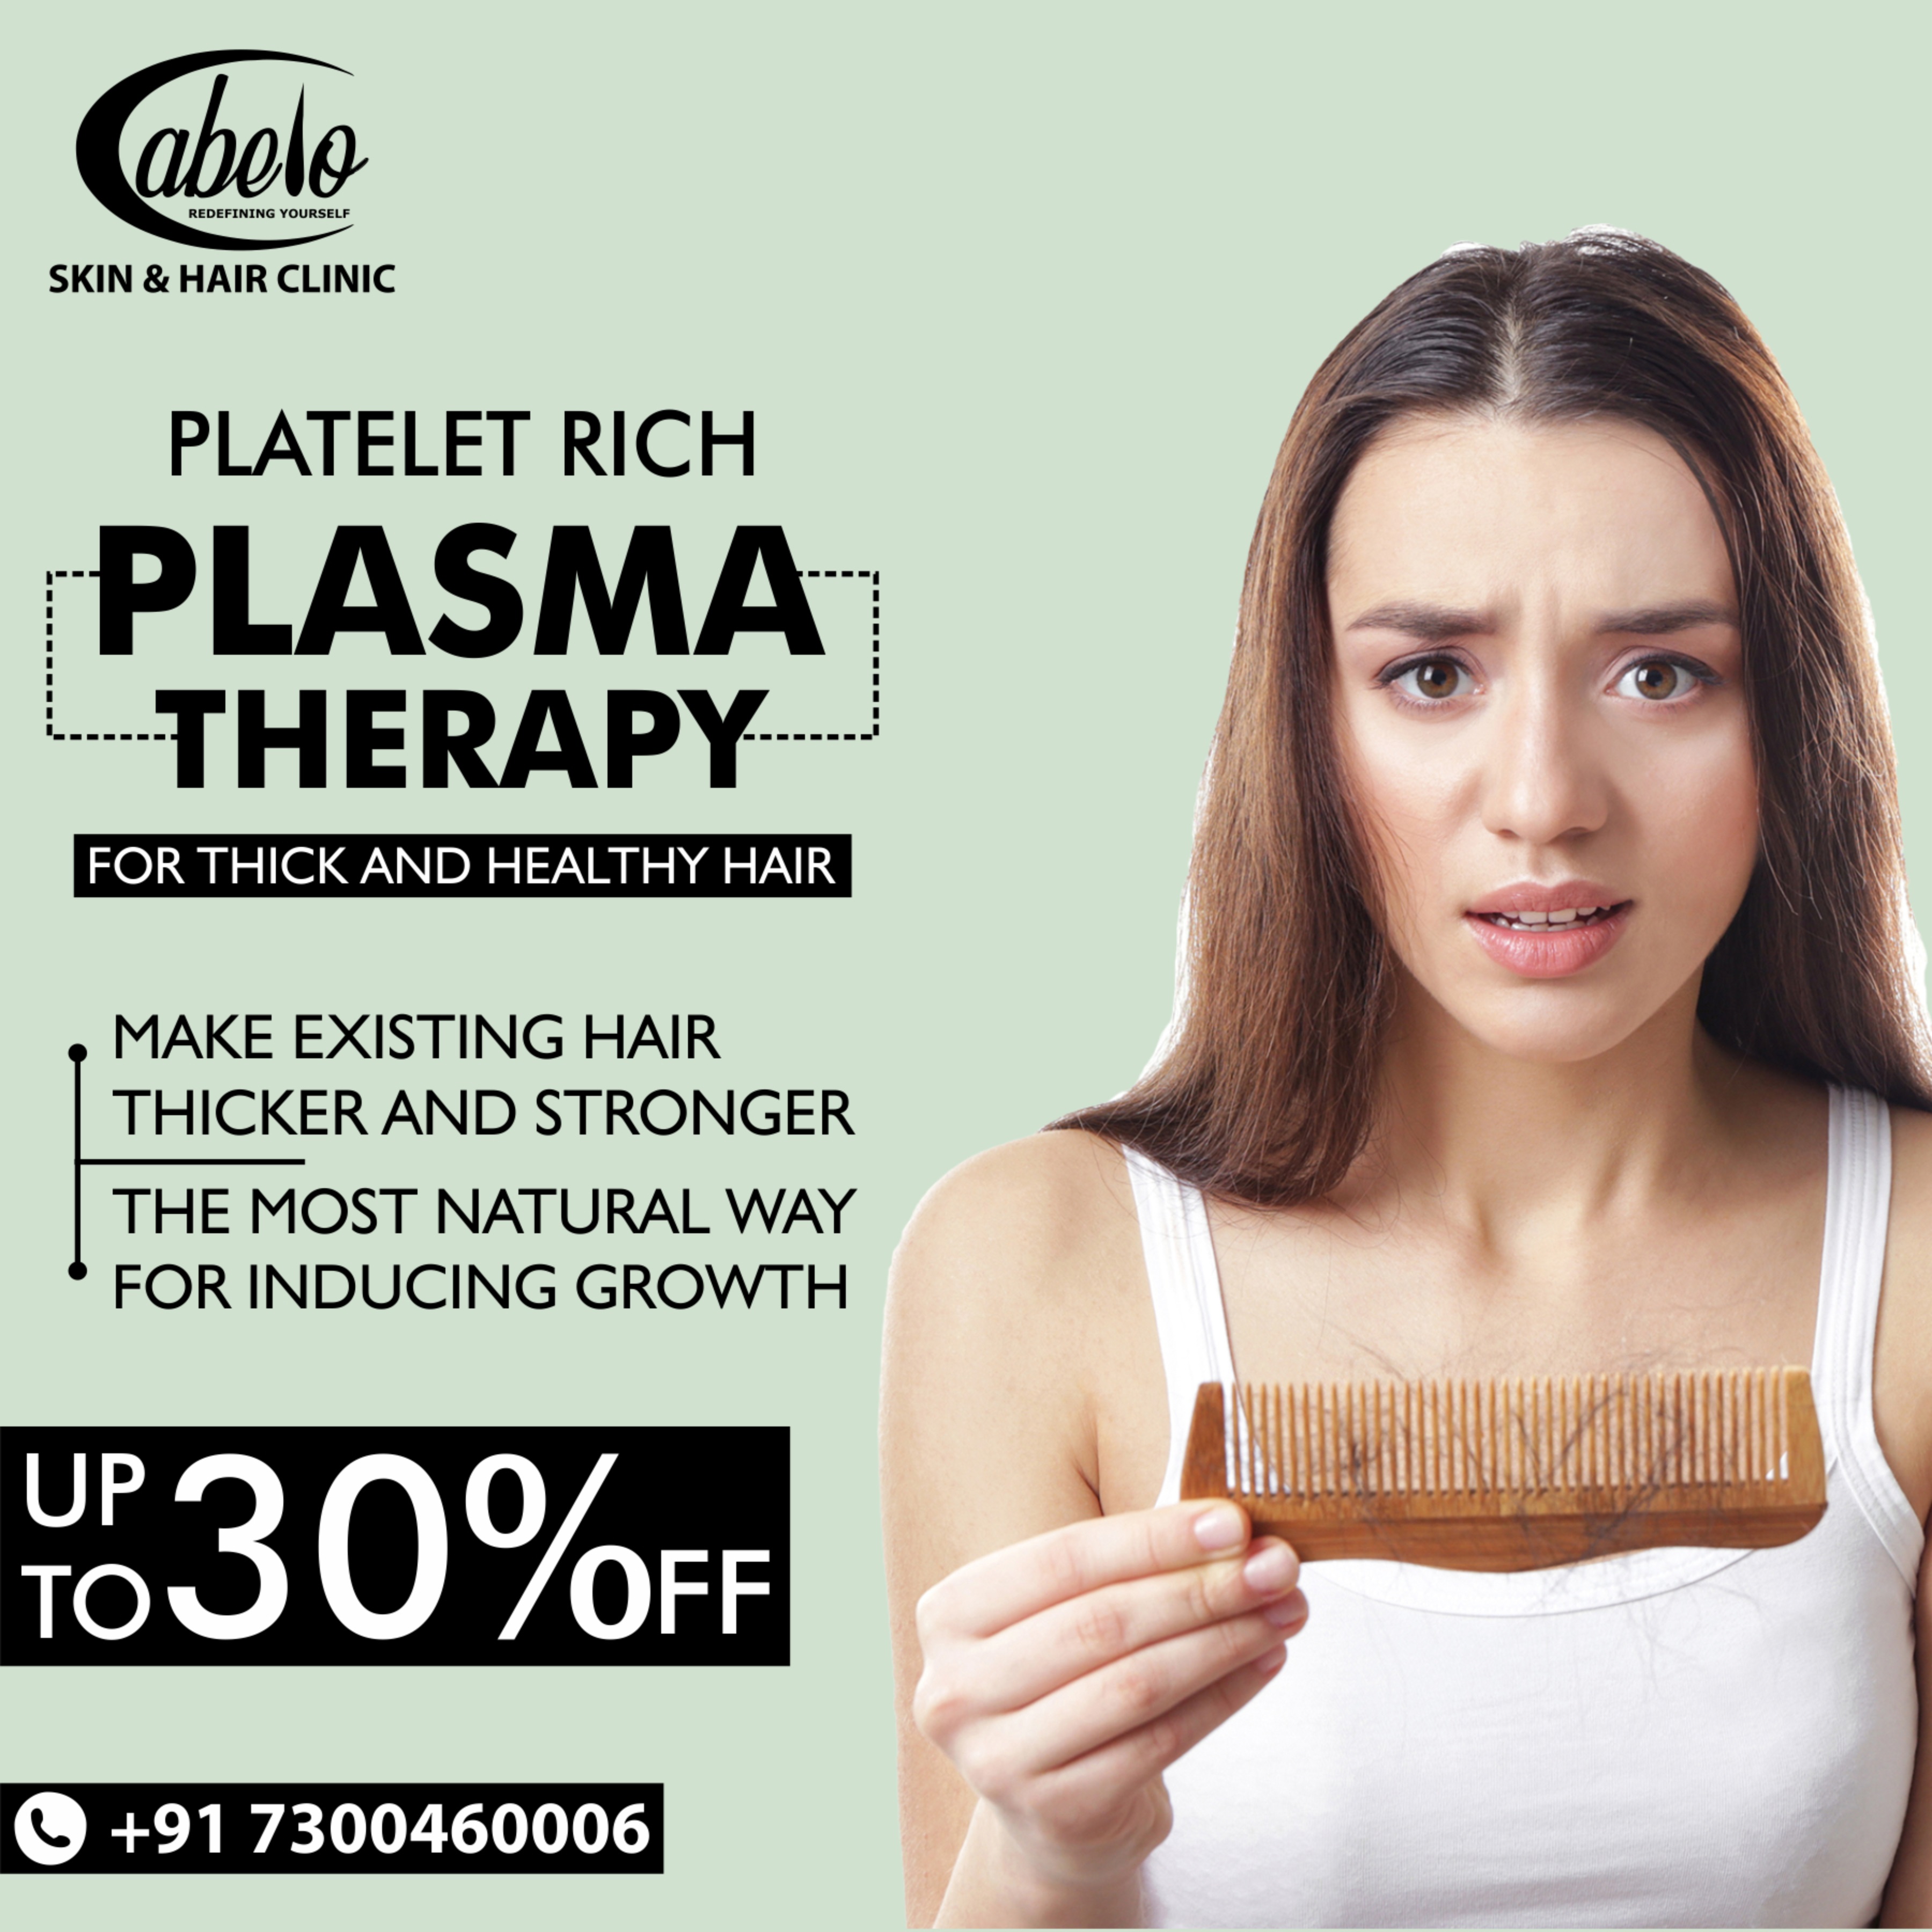 Cabelo
REDEFINING YOURSELF
SKIN & HAIR CLINIC
PLATELET RICH
PLASMA
THERAPY
FOR THICK AND HEALTHY HAIR
MAKE EXISTING HAIR
THICKER AND STRONGER
THE MOST NATURAL WAY
FOR INDUCING GROWTH
UP TO 30% OFF
+91 7300460006